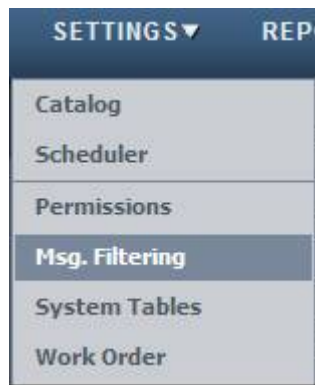 SETTINGS▼ REP
Catalog
Scheduler
Permissions
Msg. Filtering
System Tables
Work Order